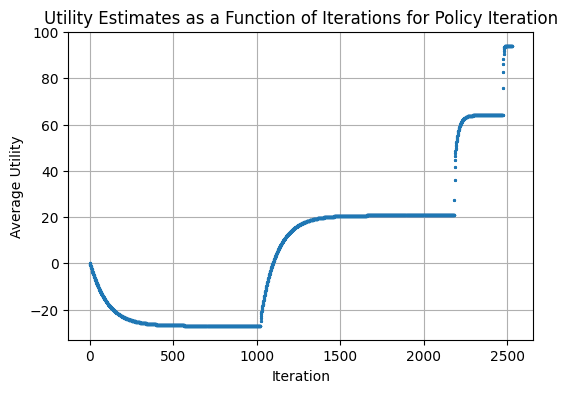 Utility Estimates as a Function of Iterations for Policy Iteration
100
80
60
40
20
0
−20
Average Utility
0 500 1000 1500 2000 2500
Iteration